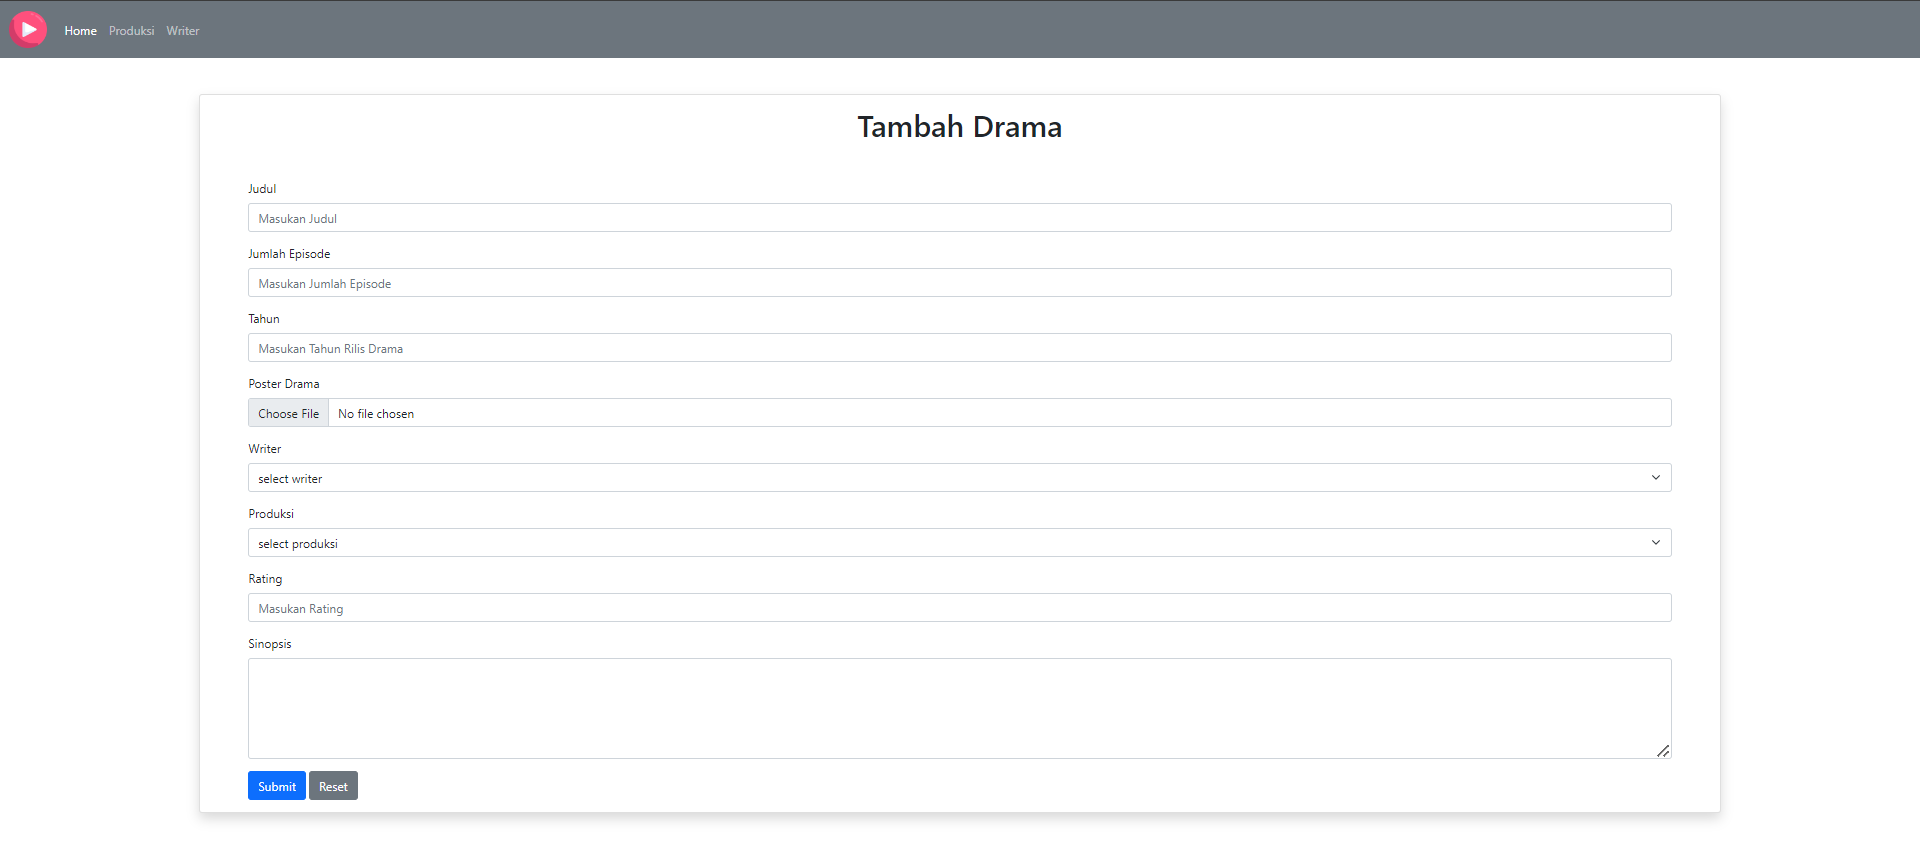 Home Produksi Writer
Tambah Drama
Judul
Masukan Judul
Jumlah Episode
Masukan Jumlah Episode
Tahun
Masukan Tahun Rilis Drama
Poster Drama
Choose File No file chosen
Writer
select writer
Produksi
select produksi
Rating
Masukan Rating
Sinopsis
Submit Reset